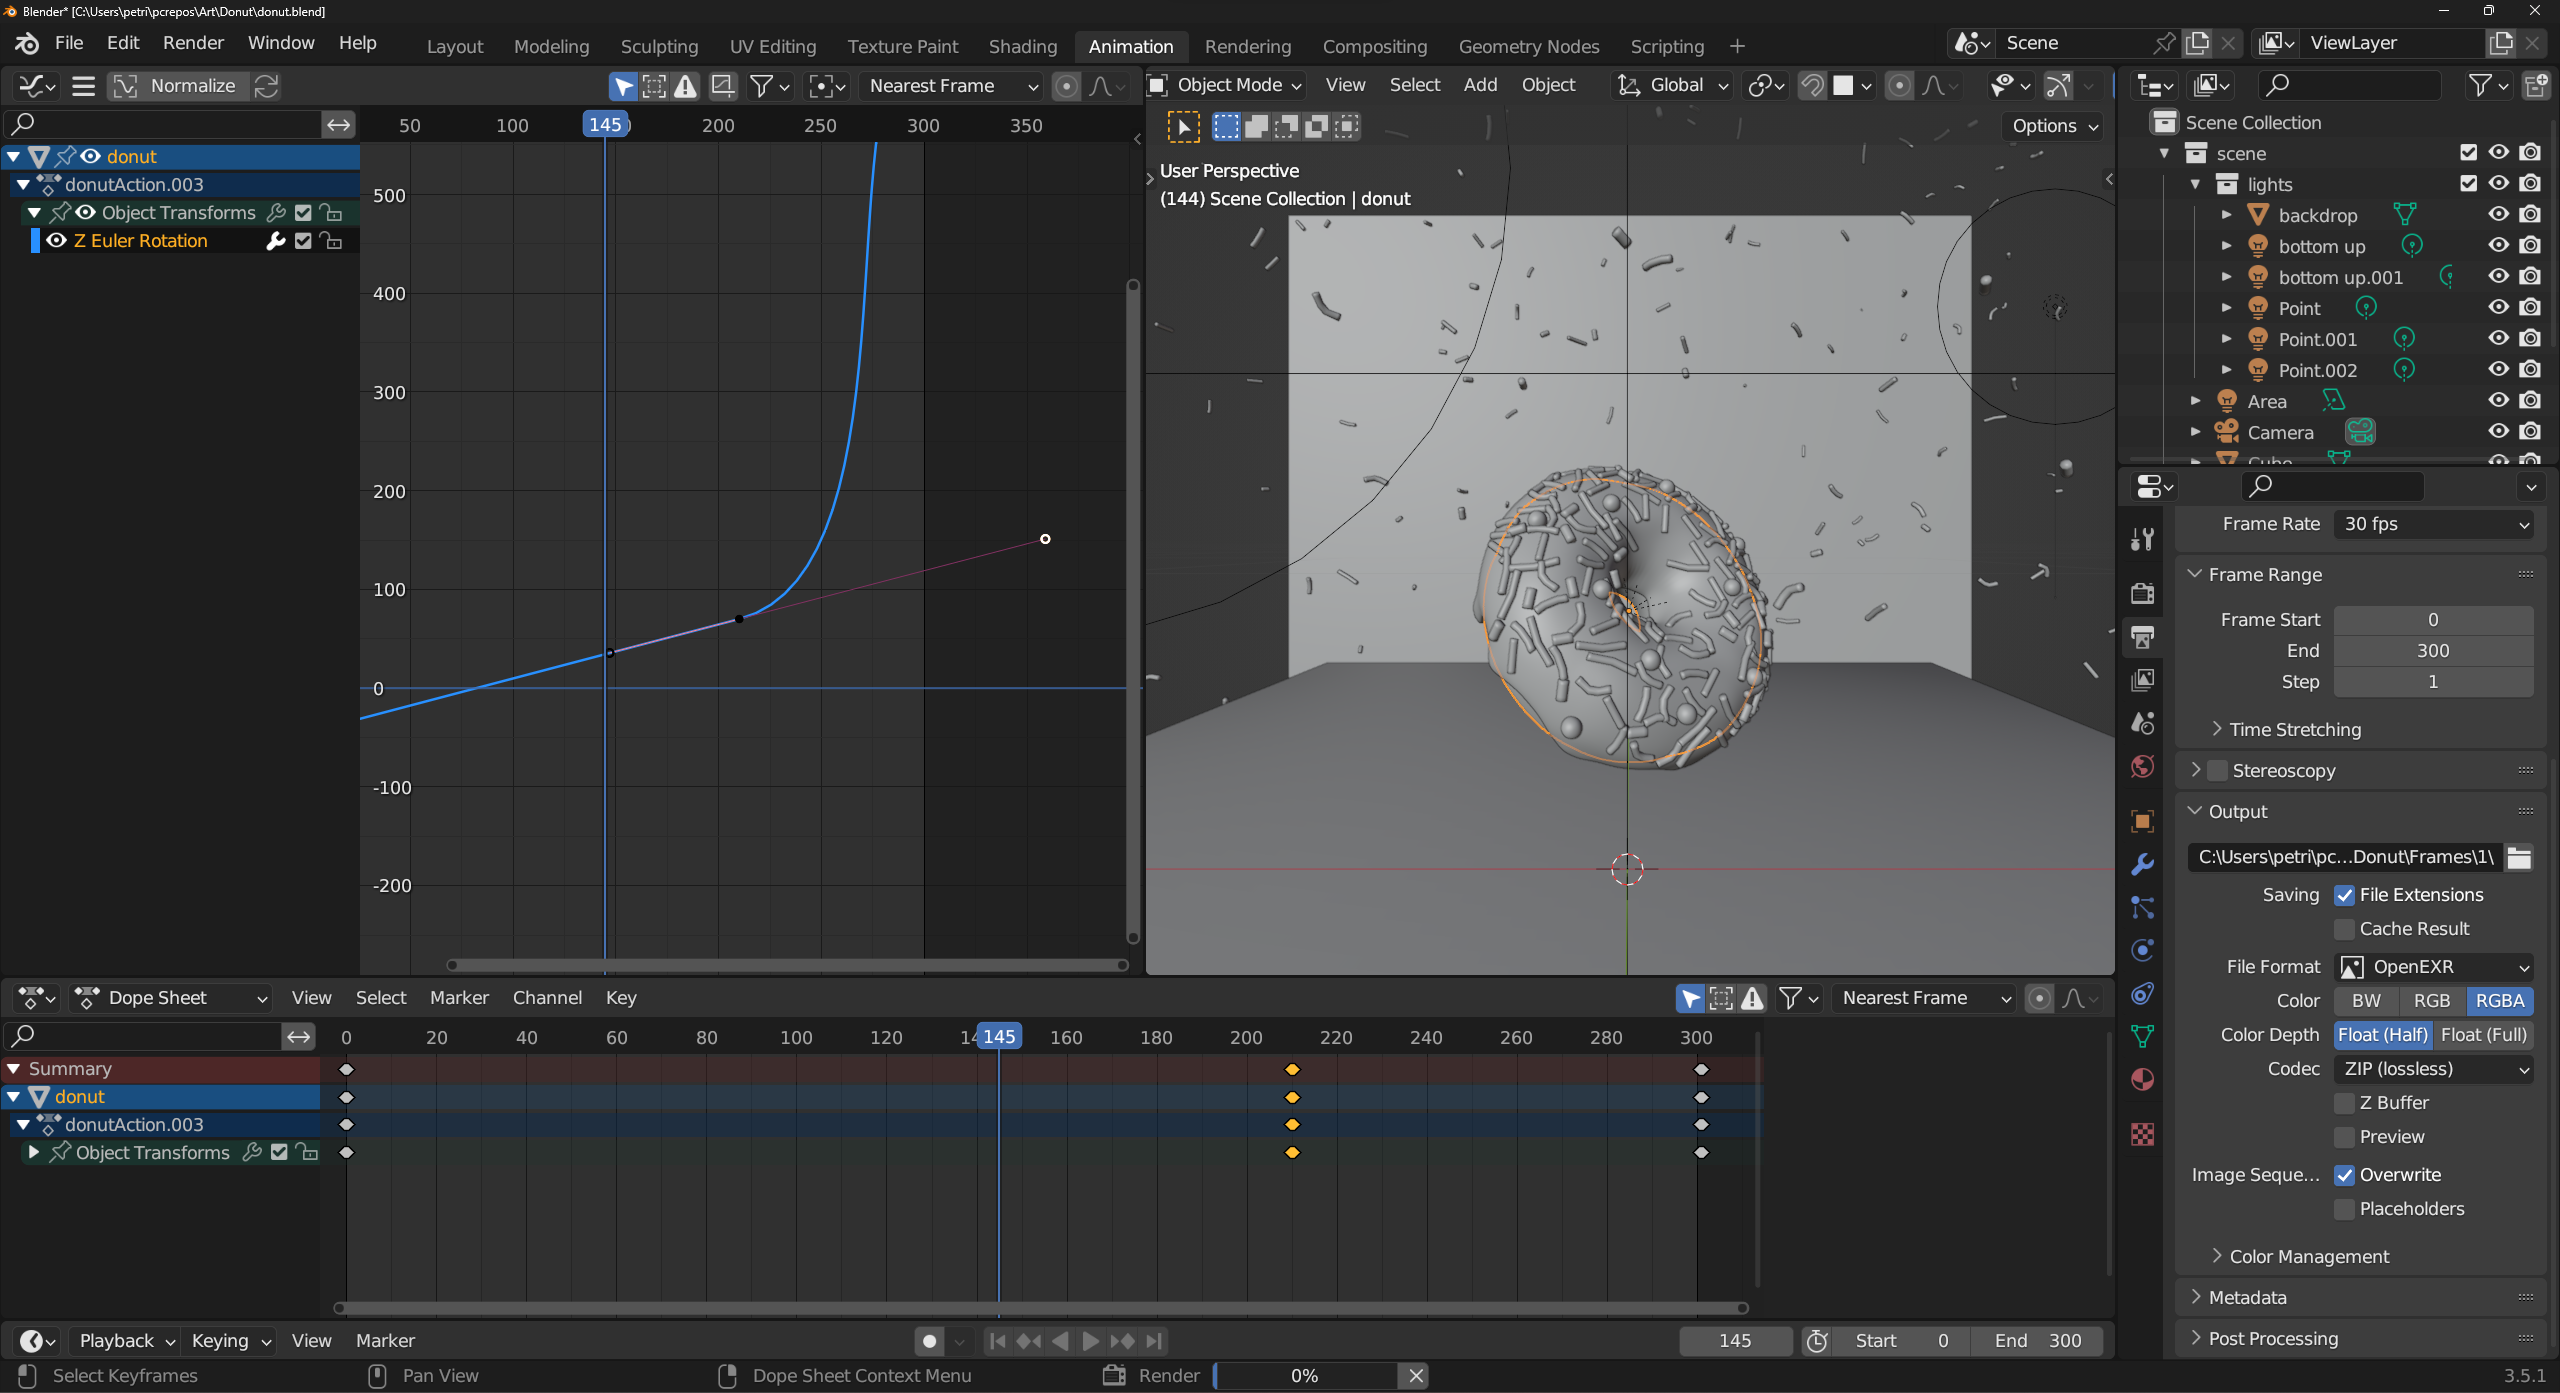 Blender* [C:\Users\petri\pcrepos\Art\Donut\donut.blend]
File Edit Render Window Help Layout Modeling Sculpting UV Editing Texture Paint Shading Animation Rendering Compositing Geometry Nodes Scripting + Scene ViewLayer
Normalize Nearest Frame
50 100 145 200 250 300 350
donut
donutAction.003
Object Transforms
Z Euler Rotation
500
400
300
200
100
0
-100
-200
Object Mode View Select Add Object Global
Options
User Perspective
(144) Scene Collection | donut
Scene Collection
scene
lights
backdrop
bottom up
bottom up.001
Point
Point.001
Point.002
Area
Camera
Cube
Frame Rate 30 fps
Frame Range
Frame Start 0
End 300
Step 1
Time Stretching
Stereoscopy
Output
C:\Users\petri\pc...Donut\Frames\1\
Saving File Extensions
Cache Result
File Format OpenEXR
Color BW RGB RGBA
Color Depth Float (Half) Float (Full)
Codec ZIP (lossless)
Z Buffer
Preview
Image Seque... Overwrite
Placeholders
Color Management
Metadata
Post Processing
Dope Sheet View Select Marker Channel Key Nearest Frame
0 20 40 60 80 100 120 145 160 180 200 220 240 260 280 300
Summary
donut
donutAction.003
Object Transforms
Playback Keying View Marker 145 Start 0 End 300
Select Keyframes Pan View Dope Sheet Context Menu Render 0% 3.5.1